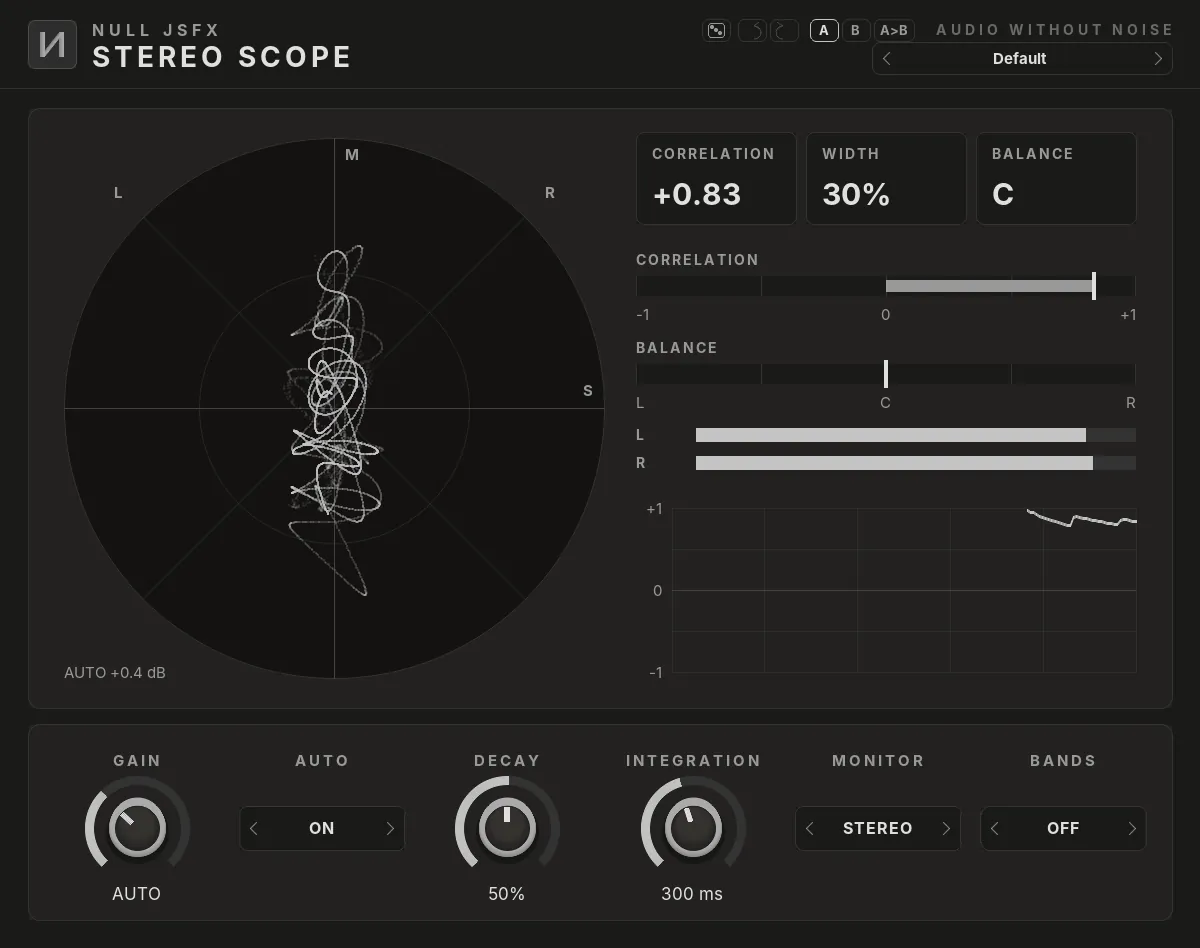 NULL JSFX
STEREO SCOPE
A B A>B AUDIO WITHOUT NOISE
Default
M
L R
S
AUTO +0.4 dB
CORRELATION WIDTH BALANCE
+0.83 30% C
CORRELATION
-1 0 +1
BALANCE
L C R
L
R
+1
0
-1
GAIN AUTO DECAY INTEGRATION MONITOR BANDS
ON STEREO OFF
AUTO 50% 300 ms